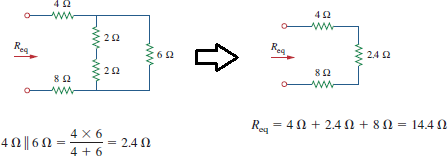 4 Ω
2 Ω
R_eq
6 Ω
2 Ω
8 Ω
4 Ω || 6 Ω = 4 × 6 / 4 + 6 = 2.4 Ω
4 Ω
R_eq
2.4 Ω
8 Ω
R_eq = 4 Ω + 2.4 Ω + 8 Ω = 14.4 Ω